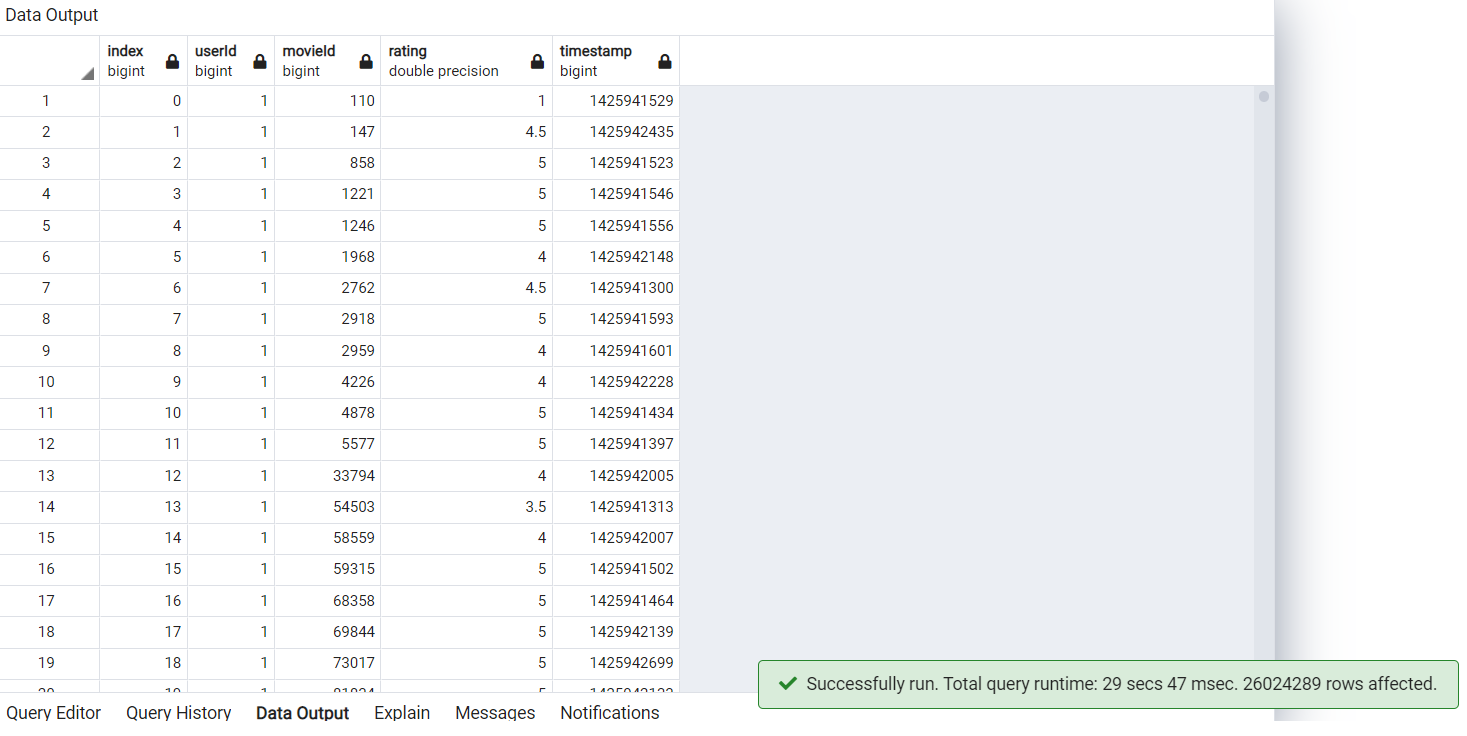 Data Output
index userId movieId rating timestamp
bigint bigint bigint double precision bigint
1 0 1 110 1 1425941529
2 1 1 147 4.5 1425942435
3 2 1 858 5 1425941523
4 3 1 1221 5 1425941546
5 4 1 1246 5 1425941556
6 5 1 1968 4 1425942148
7 6 1 2762 4.5 1425941300
8 7 1 2918 5 1425941593
9 8 1 2959 4 1425941601
10 9 1 4226 4 1425942228
11 10 1 4878 5 1425941434
12 11 1 5577 5 1425941397
13 12 1 33794 4 1425942005
14 13 1 54503 3.5 1425941313
15 14 1 58559 4 1425942007
16 15 1 59315 5 1425941502
17 16 1 68358 5 1425941464
18 17 1 69844 5 1425942139
19 18 1 73017 5 1425942699
Successfully run. Total query runtime: 29 secs 47 msec. 26024289 rows affected.
Query Editor Query History Data Output Explain Messages Notifications